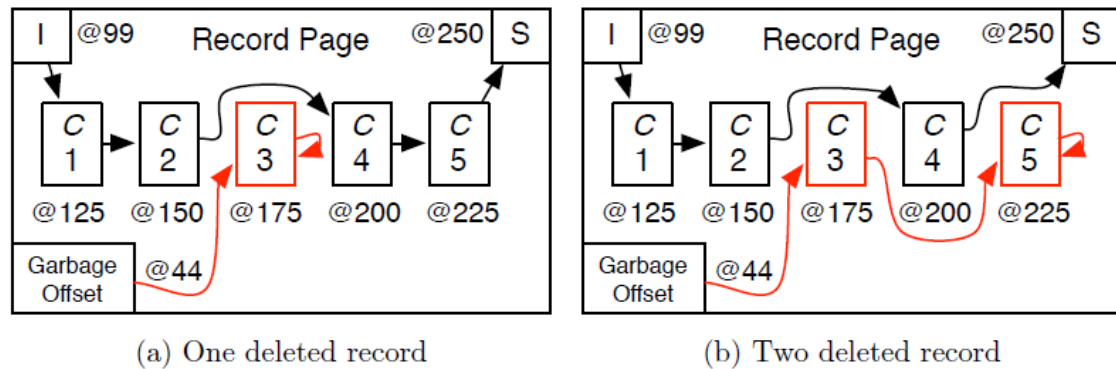 I @99 Record Page @250 S
C 1
C 2
C 3
C 4
C 5
@125 @150 @175 @200 @225
Garbage Offset
@44
(a) One deleted record
I @99 Record Page @250 S
C 1
C 2
C 3
C 4
C 5
@125 @150 @175 @200 @225
Garbage Offset
@44
(b) Two deleted record